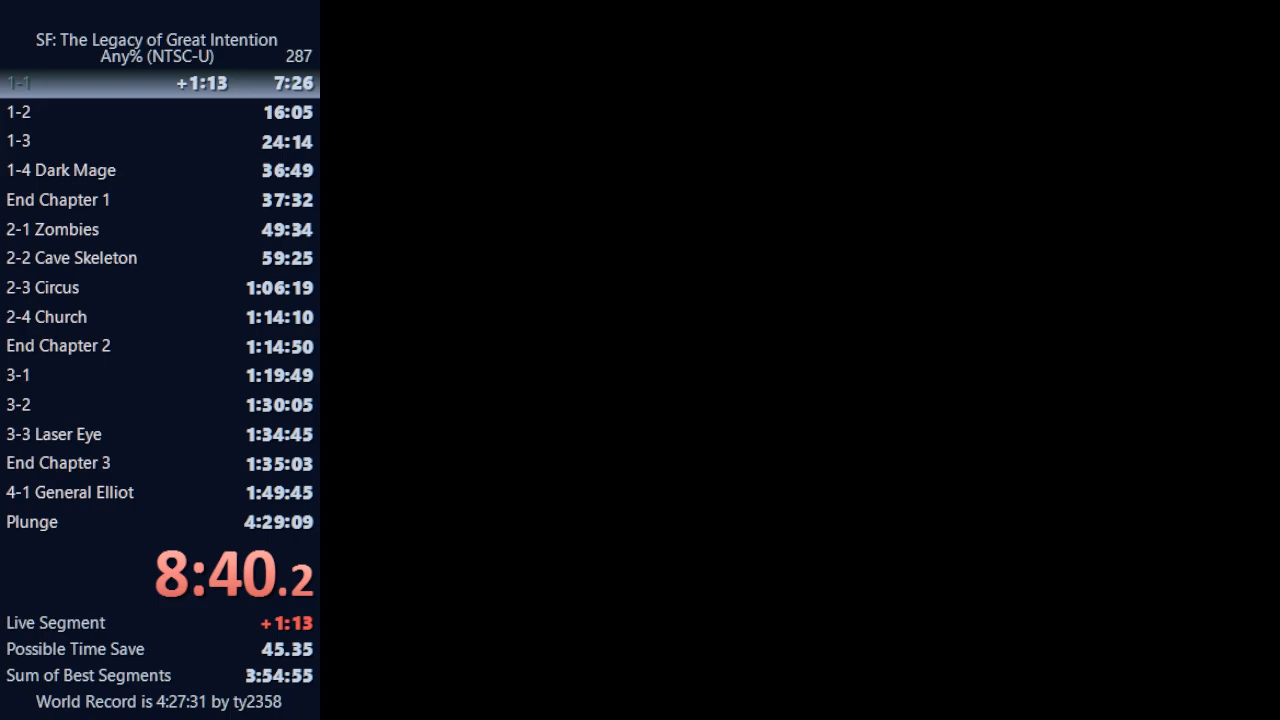 SF: The Legacy of Great Intention
Any% (NTSC-U) 287
1-1 +1:13 7:26
1-2 16:05
1-3 24:14
1-4 Dark Mage 36:49
End Chapter 1 37:32
2-1 Zombies 49:34
2-2 Cave Skeleton 59:25
2-3 Circus 1:06:19
2-4 Church 1:14:10
End Chapter 2 1:14:50
3-1 1:19:49
3-2 1:30:05
3-3 Laser Eye 1:34:45
End Chapter 3 1:35:03
4-1 General Elliot 1:49:45
Plunge 4:29:09
8:40.2
Live Segment +1:13
Possible Time Save 45.35
Sum of Best Segments 3:54:55
World Record is 4:27:31 by ty2358